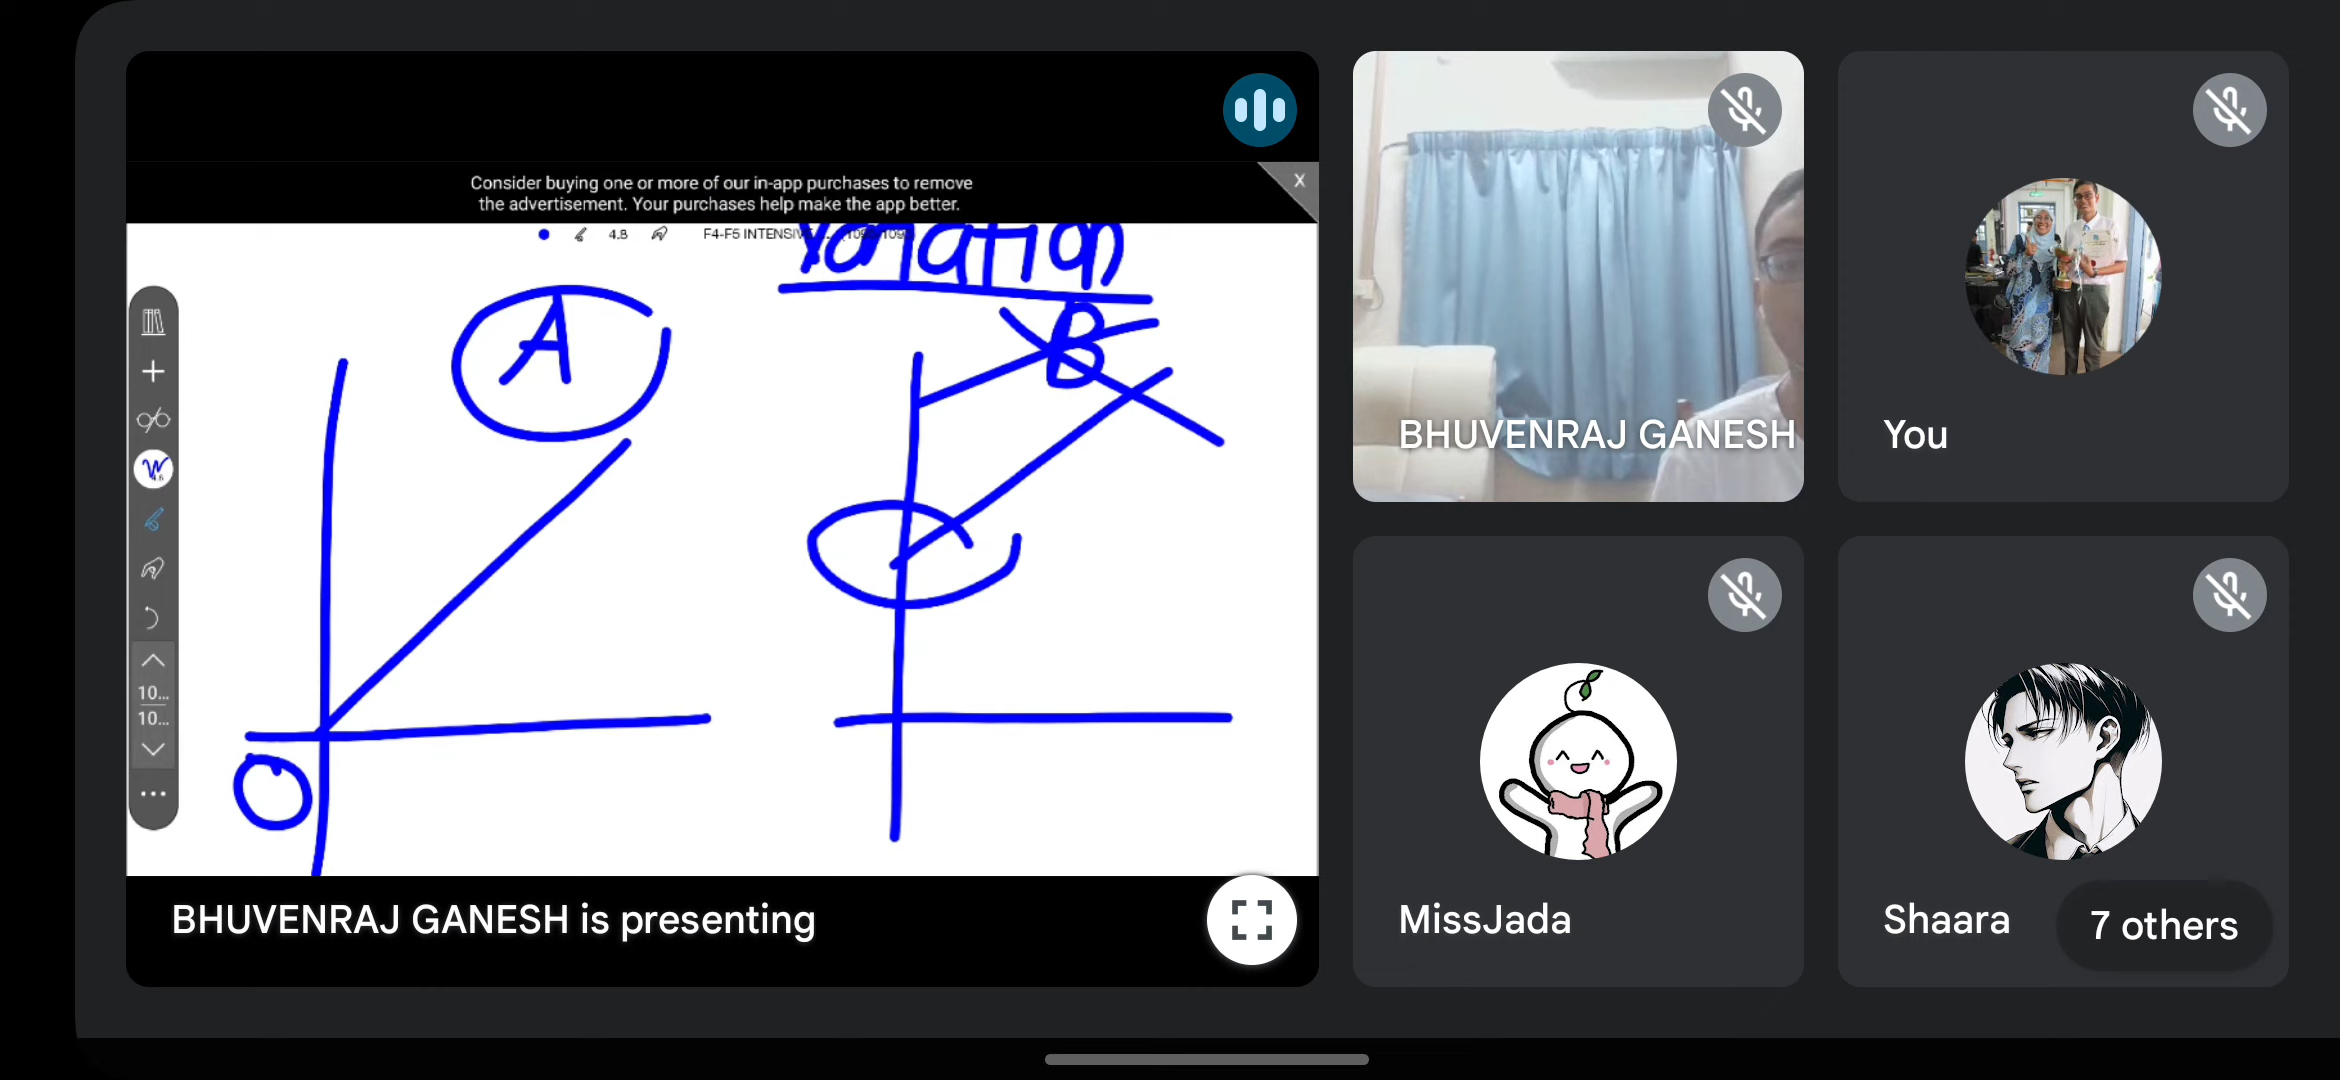 Consider buying one or more of our in-app purchases to remove
the advertisement. Your purchases help make the app better.
X
4.8
F4-F5 INTENSIV
Variation
A
B
O
4.8
10...
10...
BHUVENRAJ GANESH is presenting
BHUVENRAJ GANESH
You
MissJada
Shaara
7 others